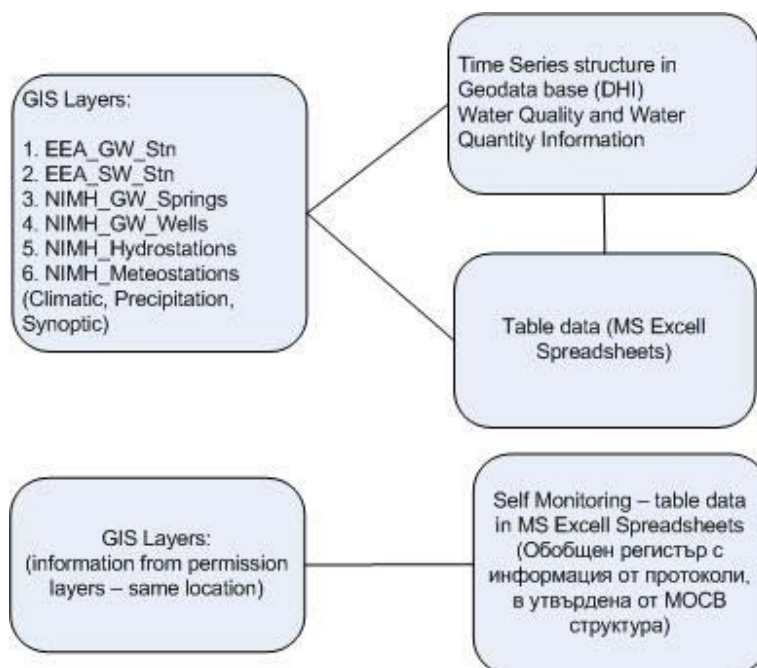 GIS Layers:
1. EEA_GW_Stn
2. EEA_SW_Stn
3. NIMH_GW_Springs
4. NIMH_GW_Wells
5. NIMH_Hydrostations
6. NIMH_Meteostations
(Climatic, Precipitation,
Synoptic)
Time Series structure in
Geodata base (DHI)
Water Quality and Water
Quantity Information
Table data (MS Excell
Spreadsheets)
GIS Layers:
(information from permission
layers – same location)
Self Monitoring – table data
in MS Excell Spreadsheets
(Обобщен регистър с
информация от протоколи,
в утвърдена от МОСВ
структура)